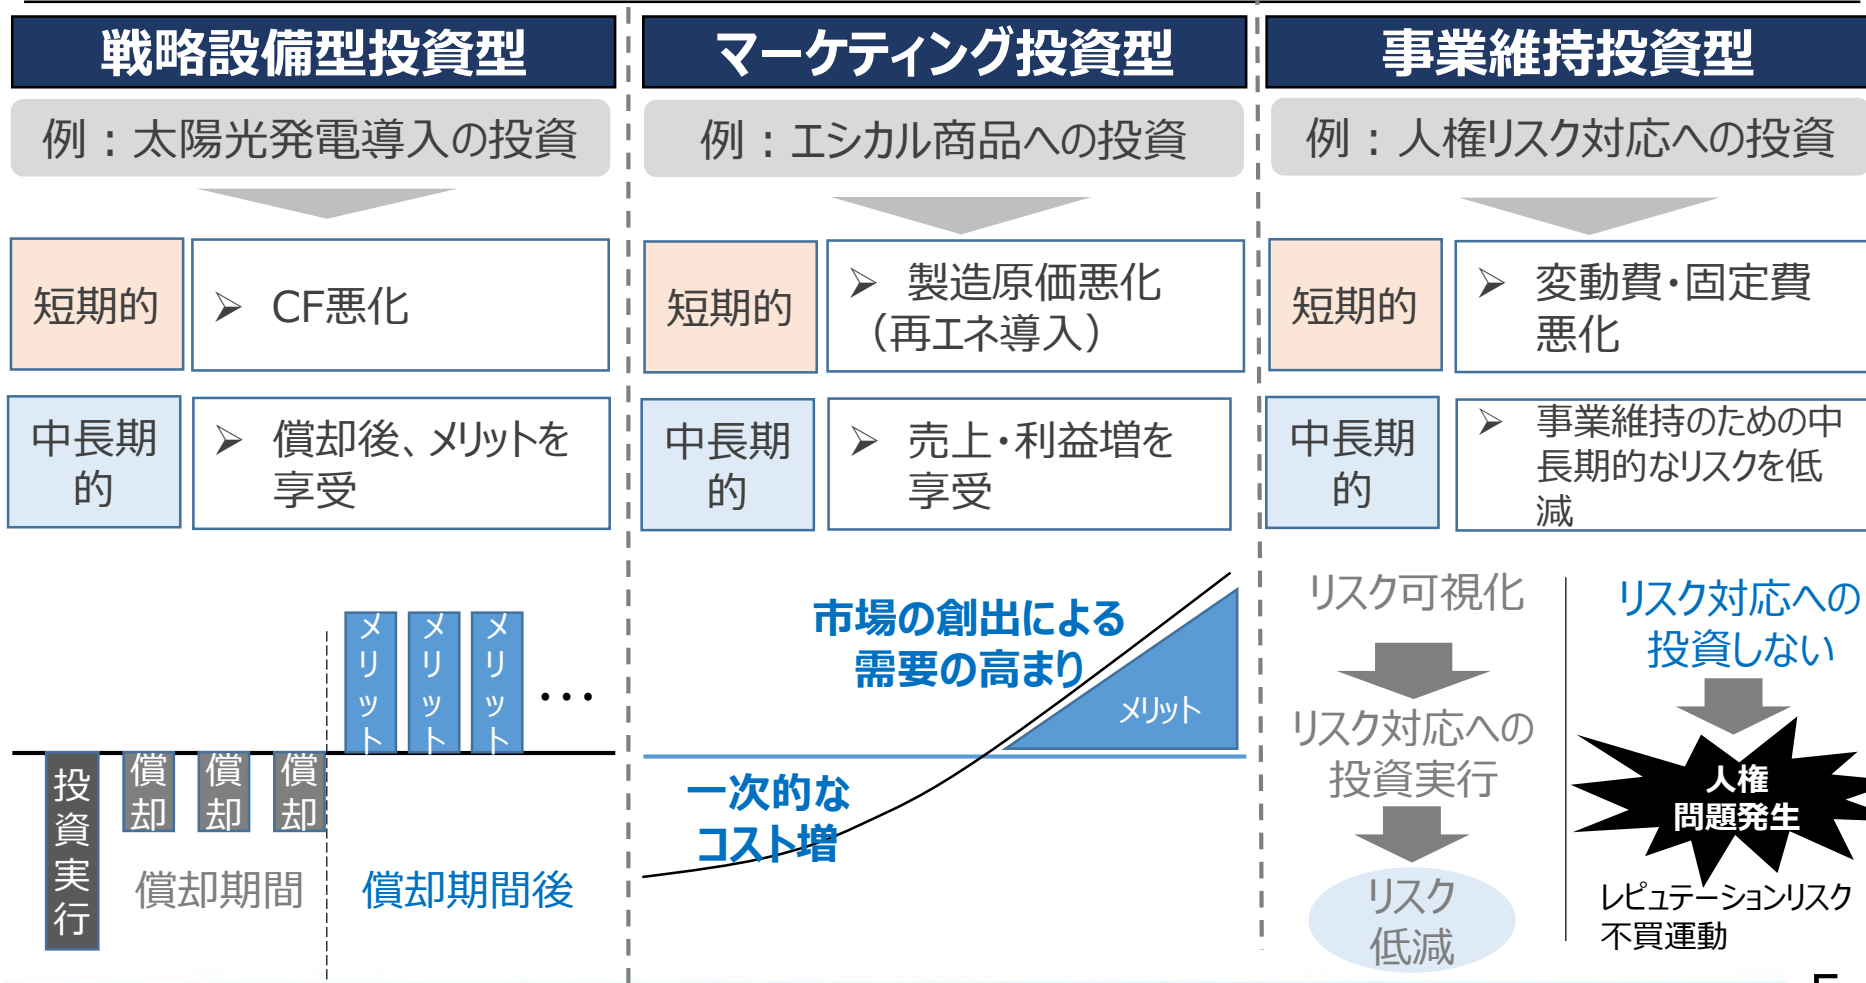 戦略設備型投資型
例：太陽光発電導入の投資
短期的
➢ CF悪化
中長期
的
➢ 償却後、メリットを
享受
メリット
メリット
メリット
…
投資実行
償却
償却
償却
償却期間
償却期間後
マーケティング投資型
例：エシカル商品への投資
短期的
➢ 製造原価悪化
（再エネ導入）
中長期
的
➢ 売上・利益増を
享受
市場の創出による
需要の高まり
メリット
一次的な
コスト増
事業維持投資型
例：人権リスク対応への投資
短期的
➢ 変動費・固定費
悪化
中長期
的
➢ 事業維持のための中
長期的なリスクを低
減
リスク可視化
リスク対応への
投資実行
リスク
低減
リスク対応への
投資しない
人権
問題発生
レピュテーションリスク
不買運動